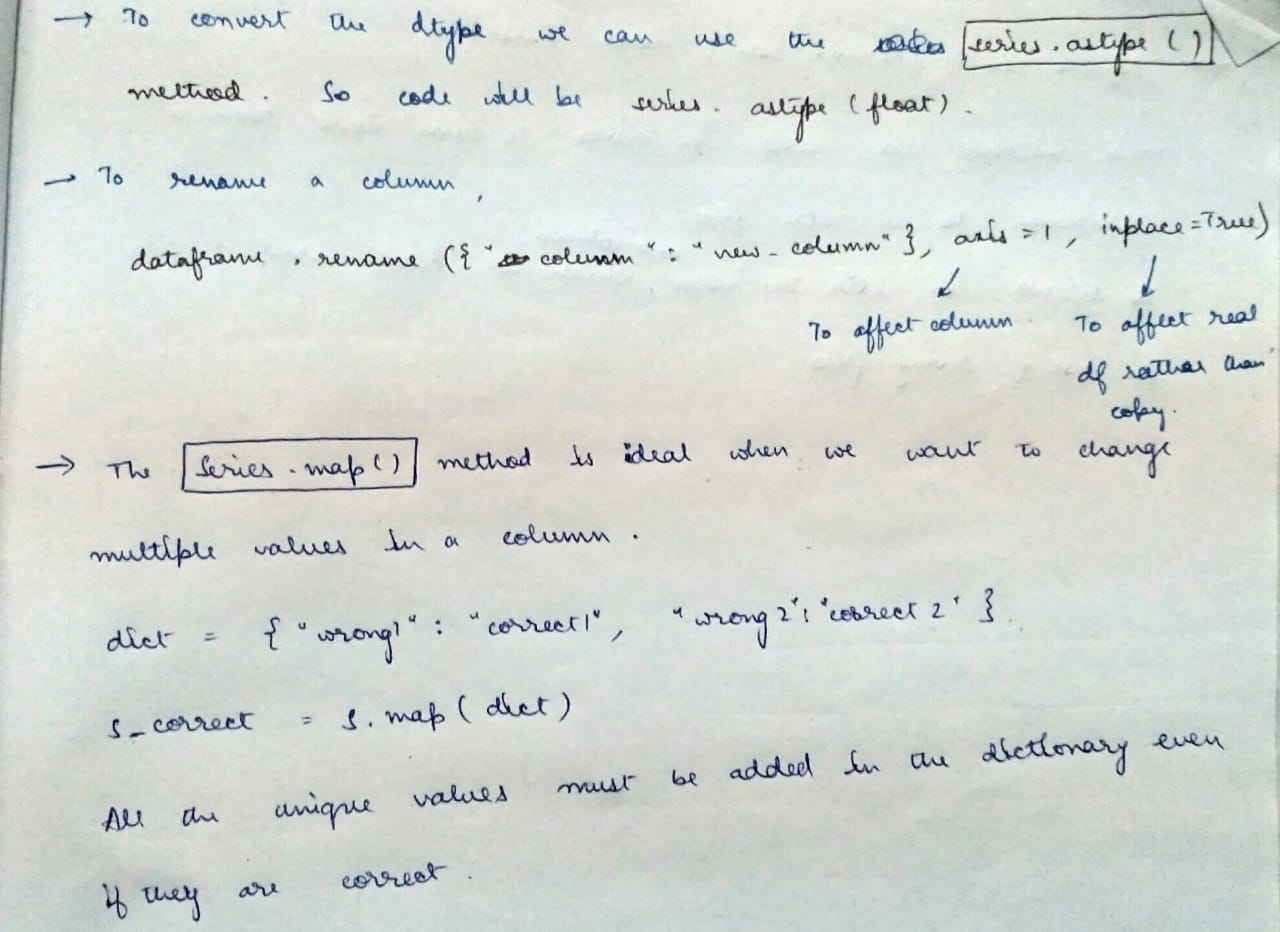 → To convert the dtype we can use the series.astype ()
method. So code will be series. astype (float).
→ To rename a column,
dataframe . rename ({ "column" : "new_column" }, axis = 1, inplace=True)
↓ ↓
To affect column. To affect real
df rather than
copy.
→ The Series.map() method is ideal when we want to change
multiple values in a column.
dict = { "wrong1" : "correct1", "wrong2": "correct 2" }.
s_correct = s.map (dict)
All the unique values must be added in the dictionary even
if they are correct.